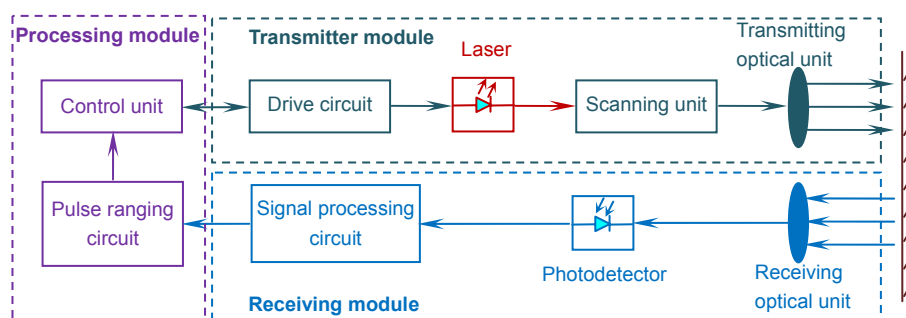 Processing module
Transmitter module
Laser
Transmitting
optical unit
Control unit
Drive circuit
Scanning unit
Pulse ranging
circuit
Signal processing
circuit
Photodetector
Receiving
optical unit
Receiving module